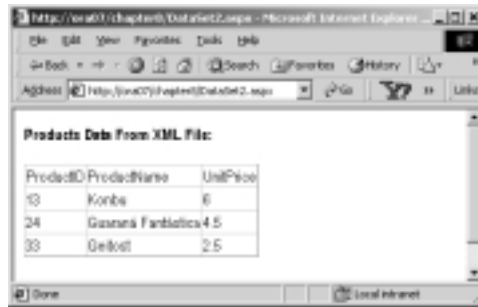 http://ora07/chapter8/DataSet2.aspx - Microsoft Internet Explorer
File Edit View Favorites Tools Help
Back Search Favorites History
Address http://ora07/chapter8/DataSet2.aspx Go Links
Products Data From XML File:
ProductID ProductName UnitPrice
13 Konbu 6
24 Guaraná Fantástica 4.5
33 Geitost 2.5
Done Local intranet